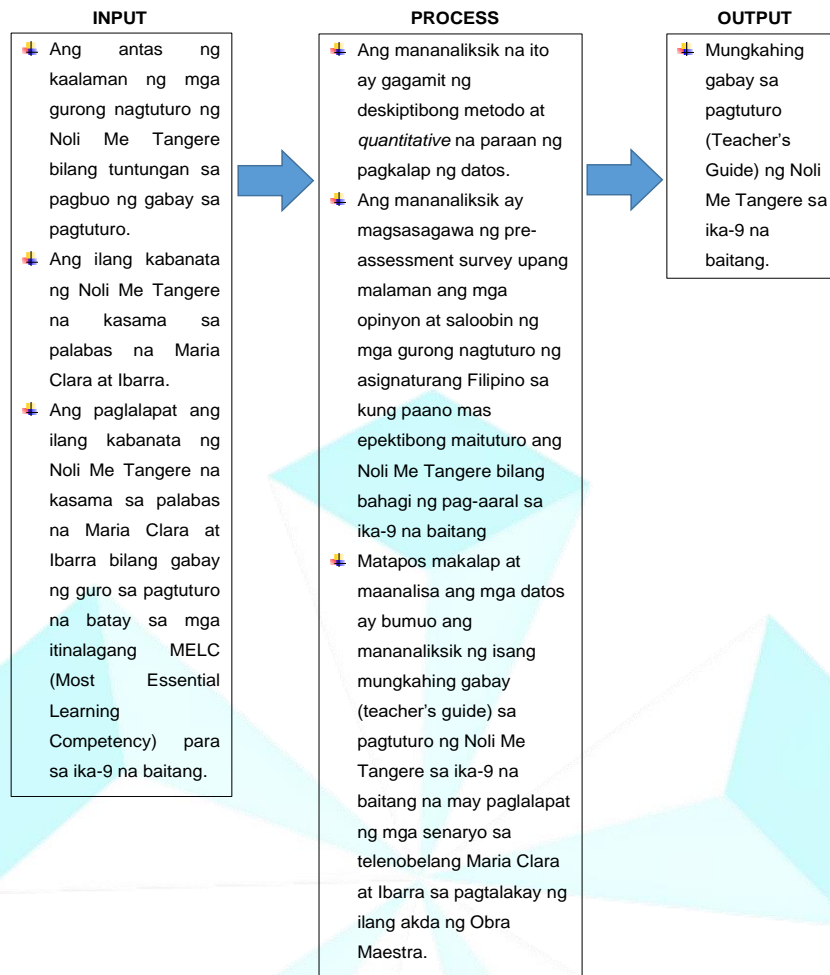 INPUT
Ang antas ng
kaalaman ng mga
gurong nagtuturo ng
Noli Me Tangere
bilang tuntungan sa
pagbuo ng gabay sa
pagtuturo.
Ang ilang kabanata
ng Noli Me Tangere
na kasama sa
palabas na Maria
Clara at Ibarra.
Ang paglalapat ang
ilang kabanata ng
Noli Me Tangere na
kasama sa palabas
na Maria Clara at
Ibarra bilang gabay
ng guro sa pagtuturo
na batay sa mga
itinalagang MELC
(Most Essential
Learning
Competency) para
sa ika-9 na baitang.
PROCESS
Ang mananaliksik na ito
ay gagamit ng
deskiptibong metodo at
quantitative na paraan ng
pagkalap ng datos.
Ang mananaliksik ay
magsasagawa ng pre-
assessment survey upang
malaman ang mga
opinyon at saloobin ng
mga gurong nagtuturo ng
asignaturang Filipino sa
kung paano mas
epektibong maituturo ang
Noli Me Tangere bilang
bahagi ng pag-aaral sa
ika-9 na baitang
Matapos makalap at
maanalisa ang mga datos
ay bumuo ang
mananaliksik ng isang
mungkahing gabay
(teacher's guide) sa
pagtuturo ng Noli Me
Tangere sa ika-9 na
baitang na may paglalapat
ng mga senaryo sa
telenobelang Maria Clara
at Ibarra sa pagtalakay ng
ilang akda ng Obra
Maestra.
OUTPUT
Mungkahing
gabay sa
pagtuturo
(Teacher's
Guide) ng Noli
Me Tangere sa
ika-9 na
baitang.